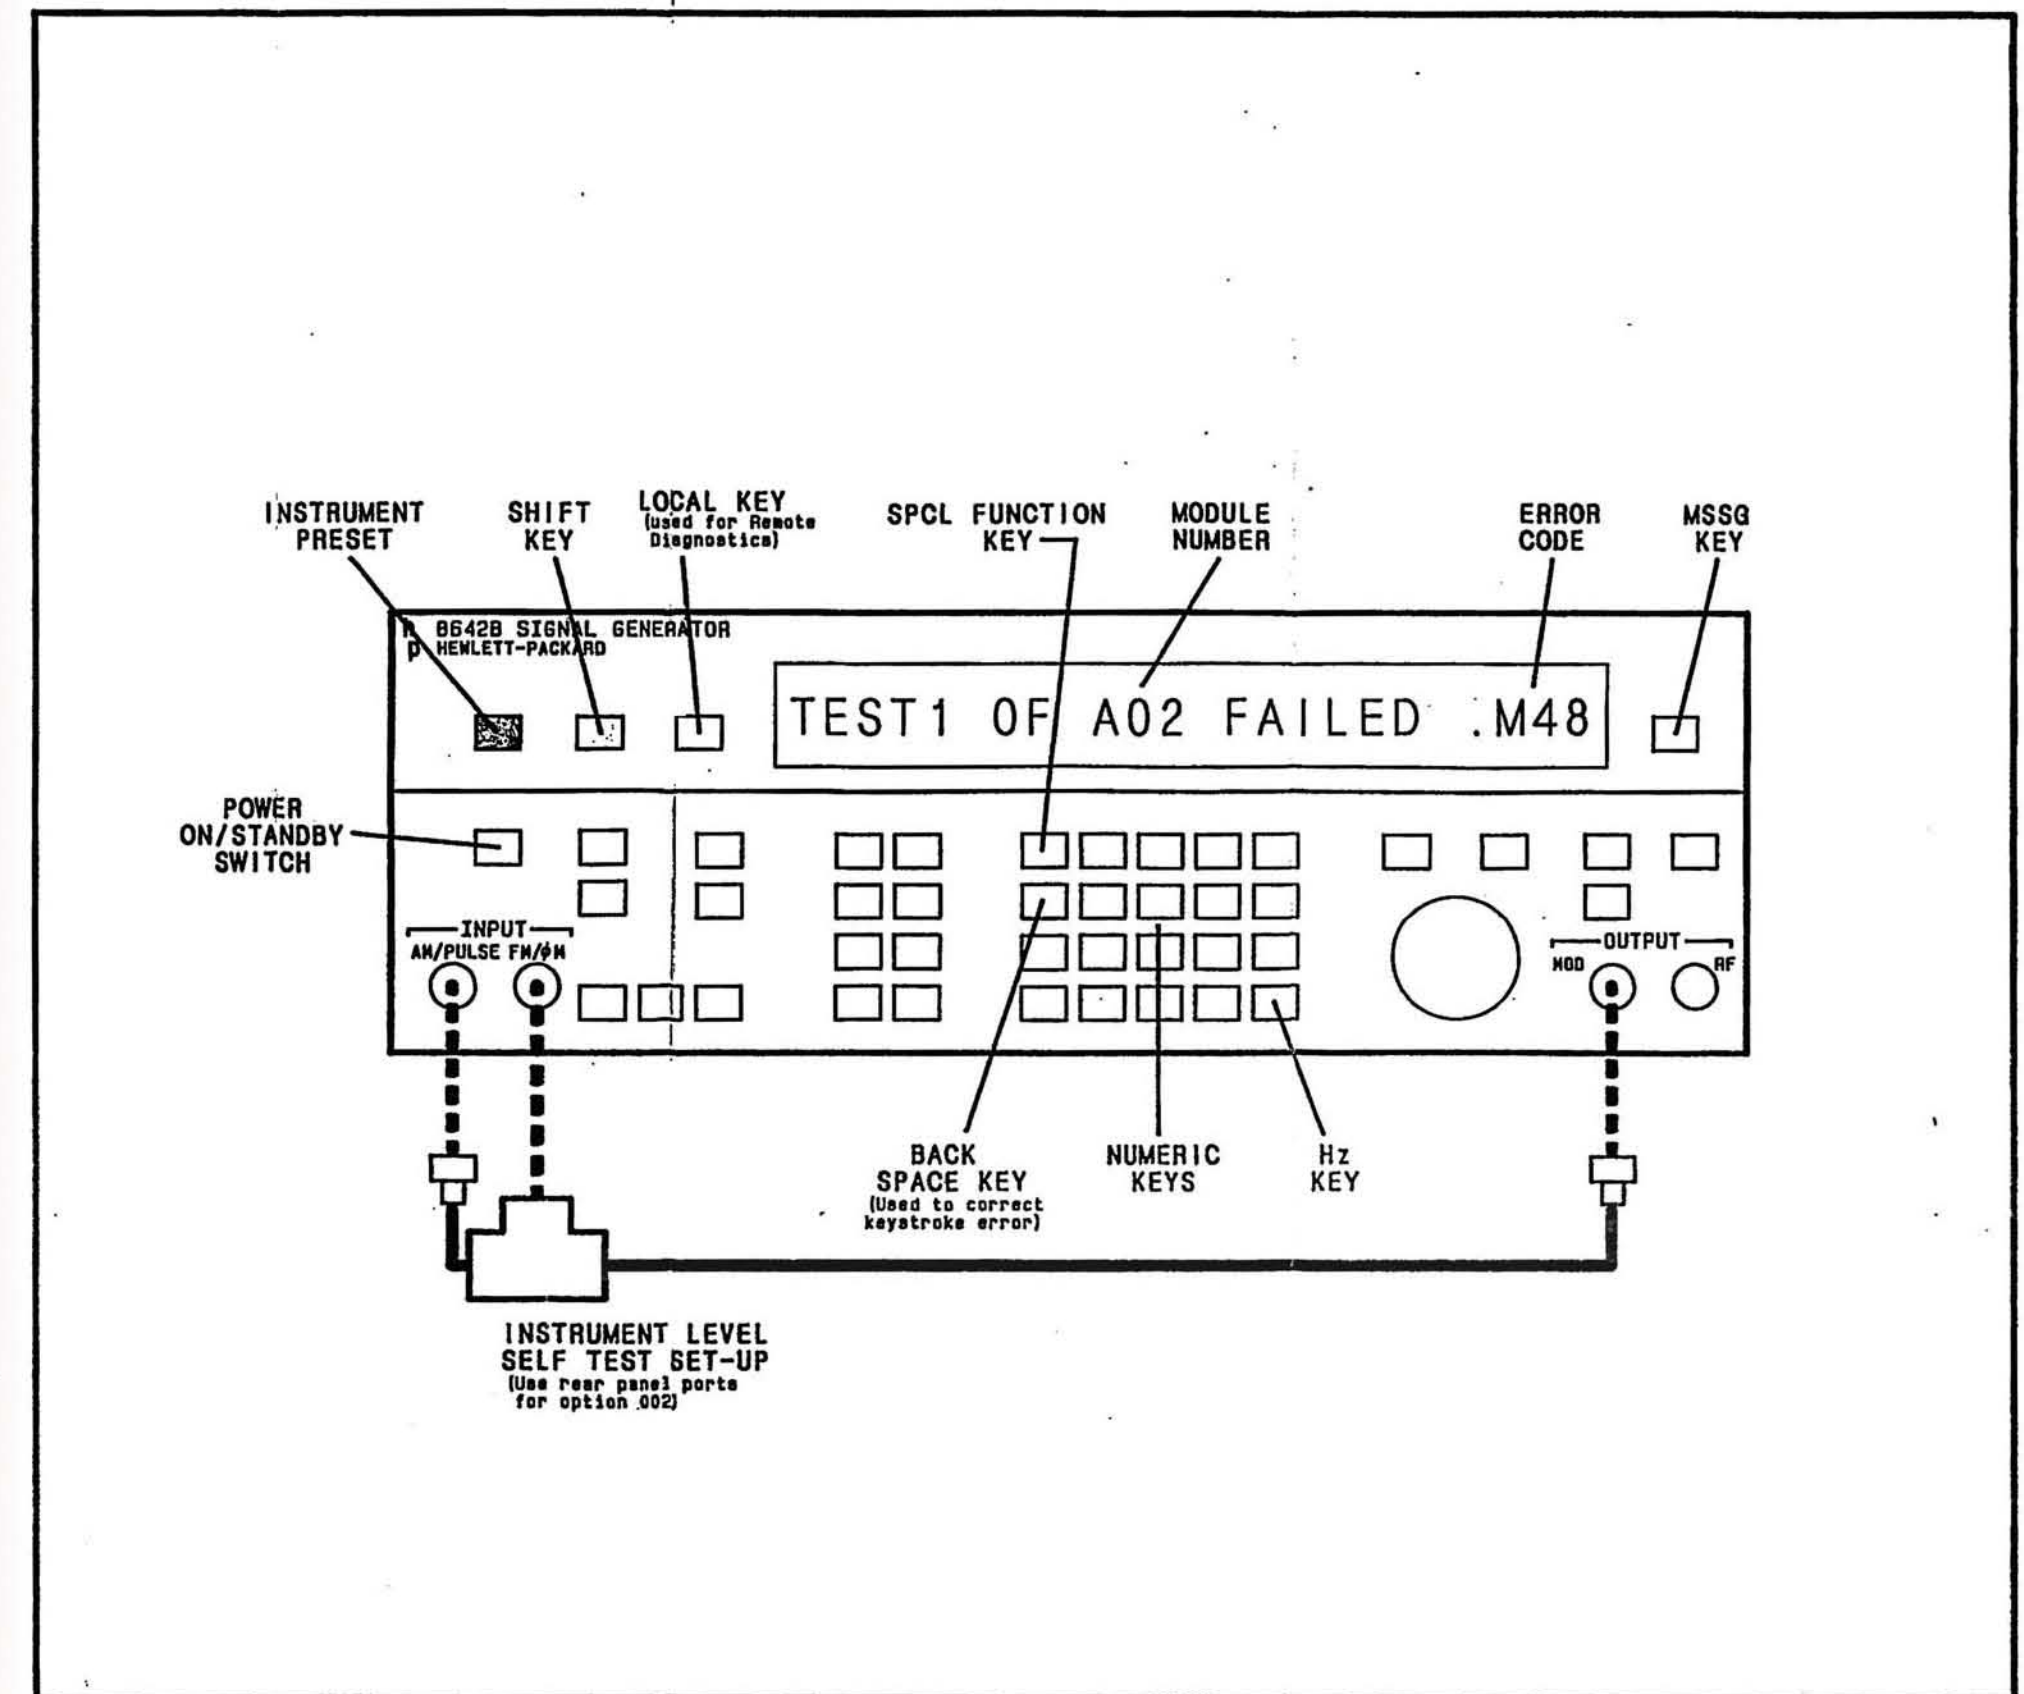 INSTRUMENT
PRESET
SHIFT
KEY
LOCAL KEY
(used for Remote
Diagnostics)
SPCL FUNCTION
KEY
MODULE
NUMBER
ERROR
CODE
MSSG
KEY
hp
8642B SIGNAL GENERATOR
HEWLETT-PACKARD
TEST1 OF A02 FAILED .M48
POWER
ON/STANDBY
SWITCH
INPUT
AM/PULSE FM/ϕM
OUTPUT
MOD
RF
BACK
SPACE KEY
(Used to correct
keystroke error)
NUMERIC
KEYS
Hz
KEY
INSTRUMENT LEVEL
SELF TEST SET-UP
(Use rear panel ports
for option 002)